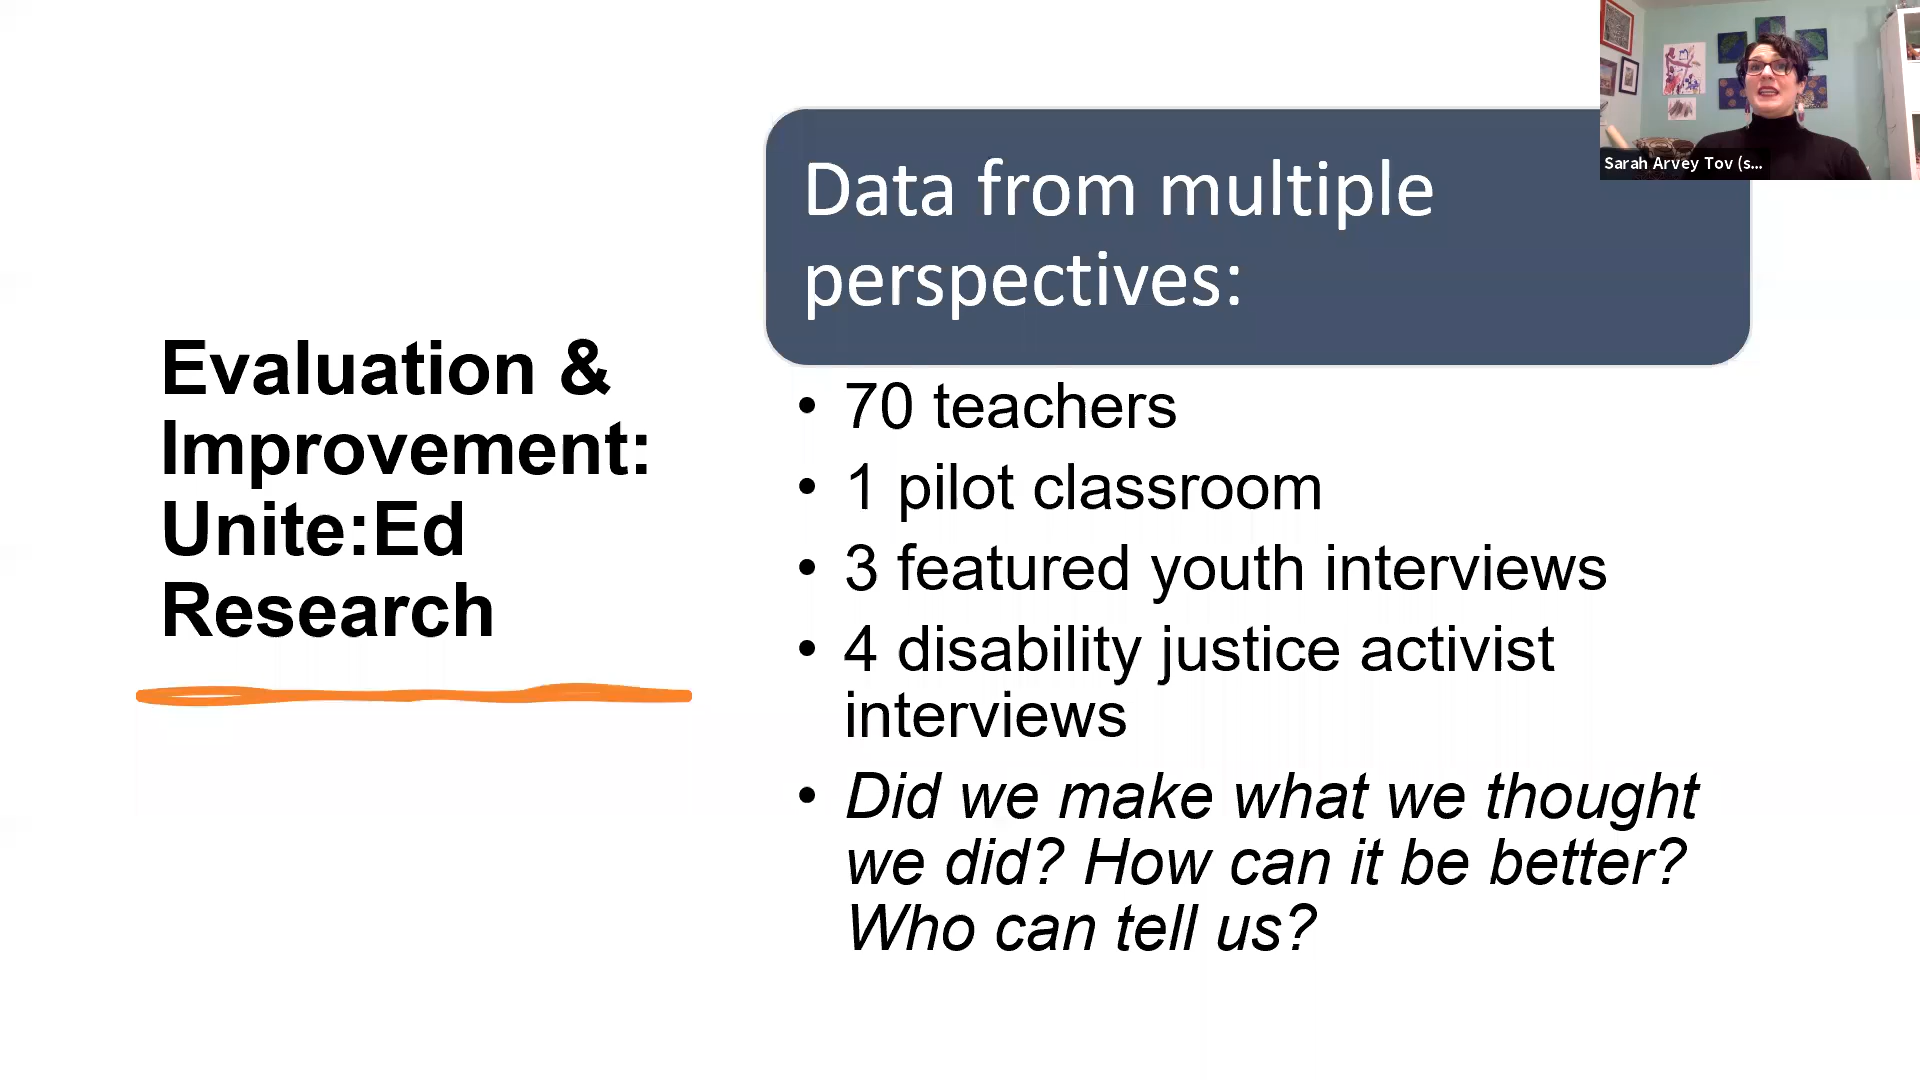 Evaluation &
Improvement:
Unite:Ed
Research
Data from multiple
perspectives:
• 70 teachers
• 1 pilot classroom
• 3 featured youth interviews
• 4 disability justice activist
interviews
• Did we make what we thought
we did? How can it be better?
Who can tell us?
Sarah Arvey Tov (s...